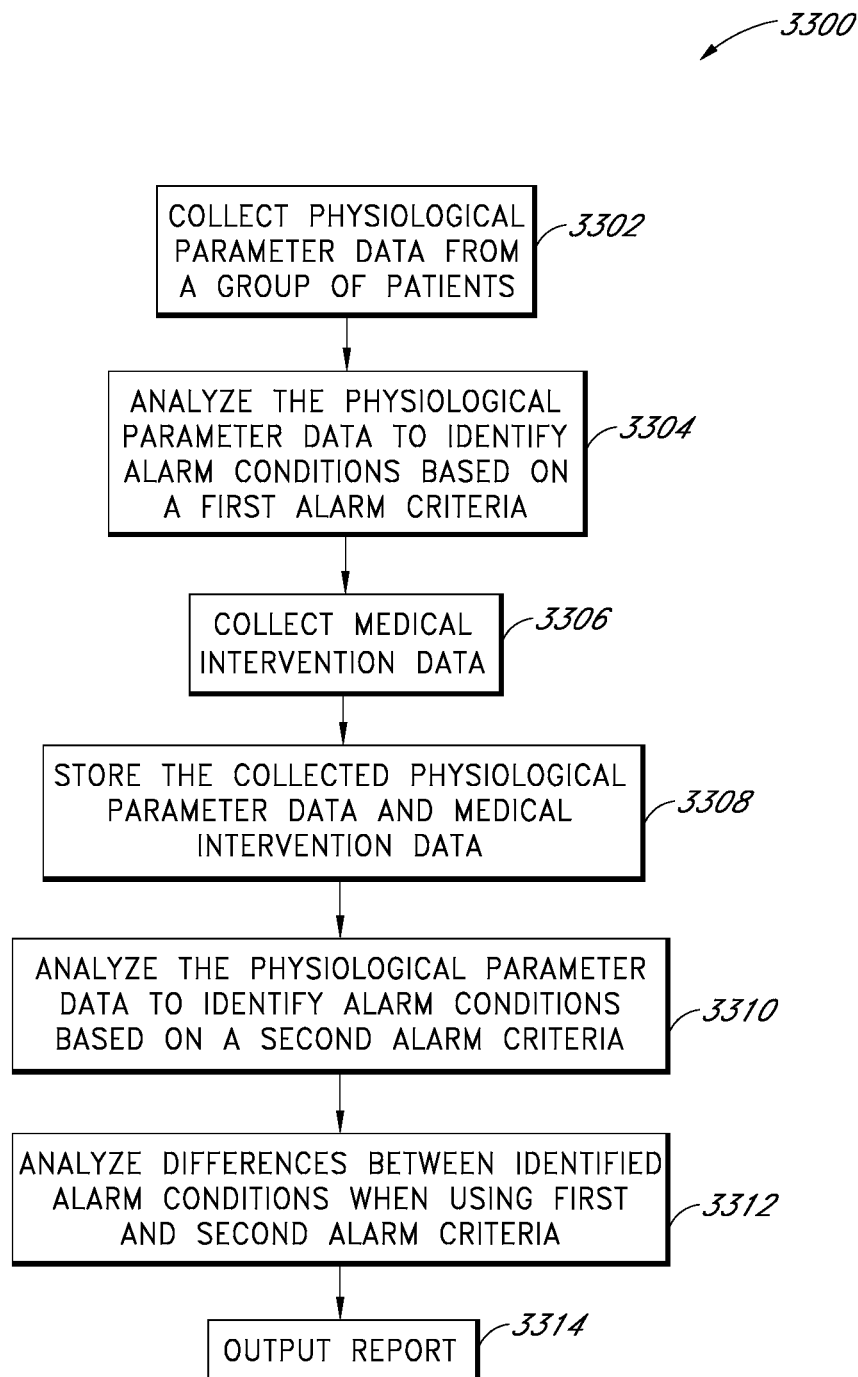 3300
COLLECT PHYSIOLOGICAL
PARAMETER DATA FROM
A GROUP OF PATIENTS
3302
ANALYZE THE PHYSIOLOGICAL
PARAMETER DATA TO IDENTIFY
ALARM CONDITIONS BASED ON
A FIRST ALARM CRITERIA
3304
COLLECT MEDICAL
INTERVENTION DATA
3306
STORE THE COLLECTED PHYSIOLOGICAL
PARAMETER DATA AND MEDICAL
INTERVENTION DATA
3308
ANALYZE THE PHYSIOLOGICAL PARAMETER
DATA TO IDENTIFY ALARM CONDITIONS
BASED ON A SECOND ALARM CRITERIA
3310
ANALYZE DIFFERENCES BETWEEN IDENTIFIED
ALARM CONDITIONS WHEN USING FIRST
AND SECOND ALARM CRITERIA
3312
OUTPUT REPORT
3314